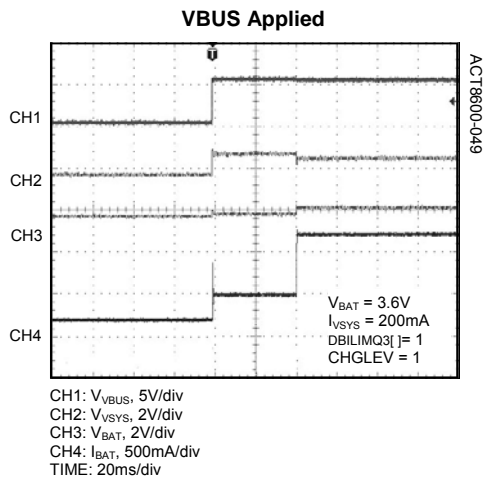 VBUS Applied
T
ACT8600-049
CH1
CH2
CH3
CH4
VBAT = 3.6V
IVSYS = 200mA
DBILIMQ3[ ]= 1
CHGLEV = 1
CH1: VVBUS, 5V/div
CH2: VVSYS, 2V/div
CH3: VBAT, 2V/div
CH4: IBAT, 500mA/div
TIME: 20ms/div